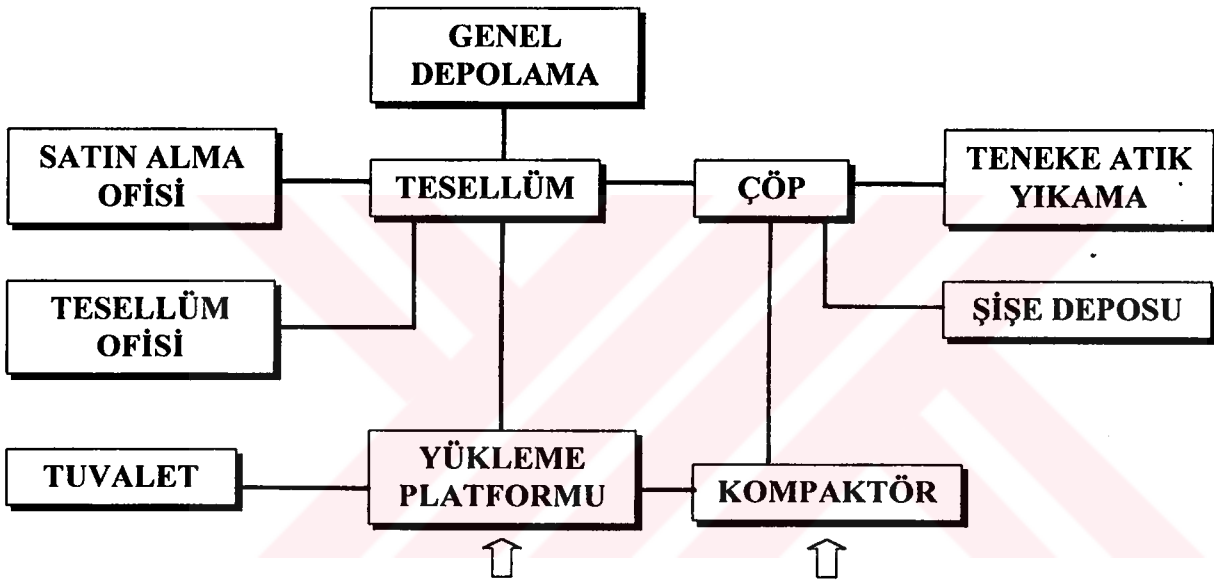 GENEL
DEPOLAMA
SATIN ALMA
OFİSİ
TESELLÜM
ÇÖP
TENEKE ATIK
YIKAMA
TESELLÜM
OFİSİ
ŞİŞE DEPOSU
TUVALET
YÜKLEME
PLATFORMU
KOMPAKTÖR